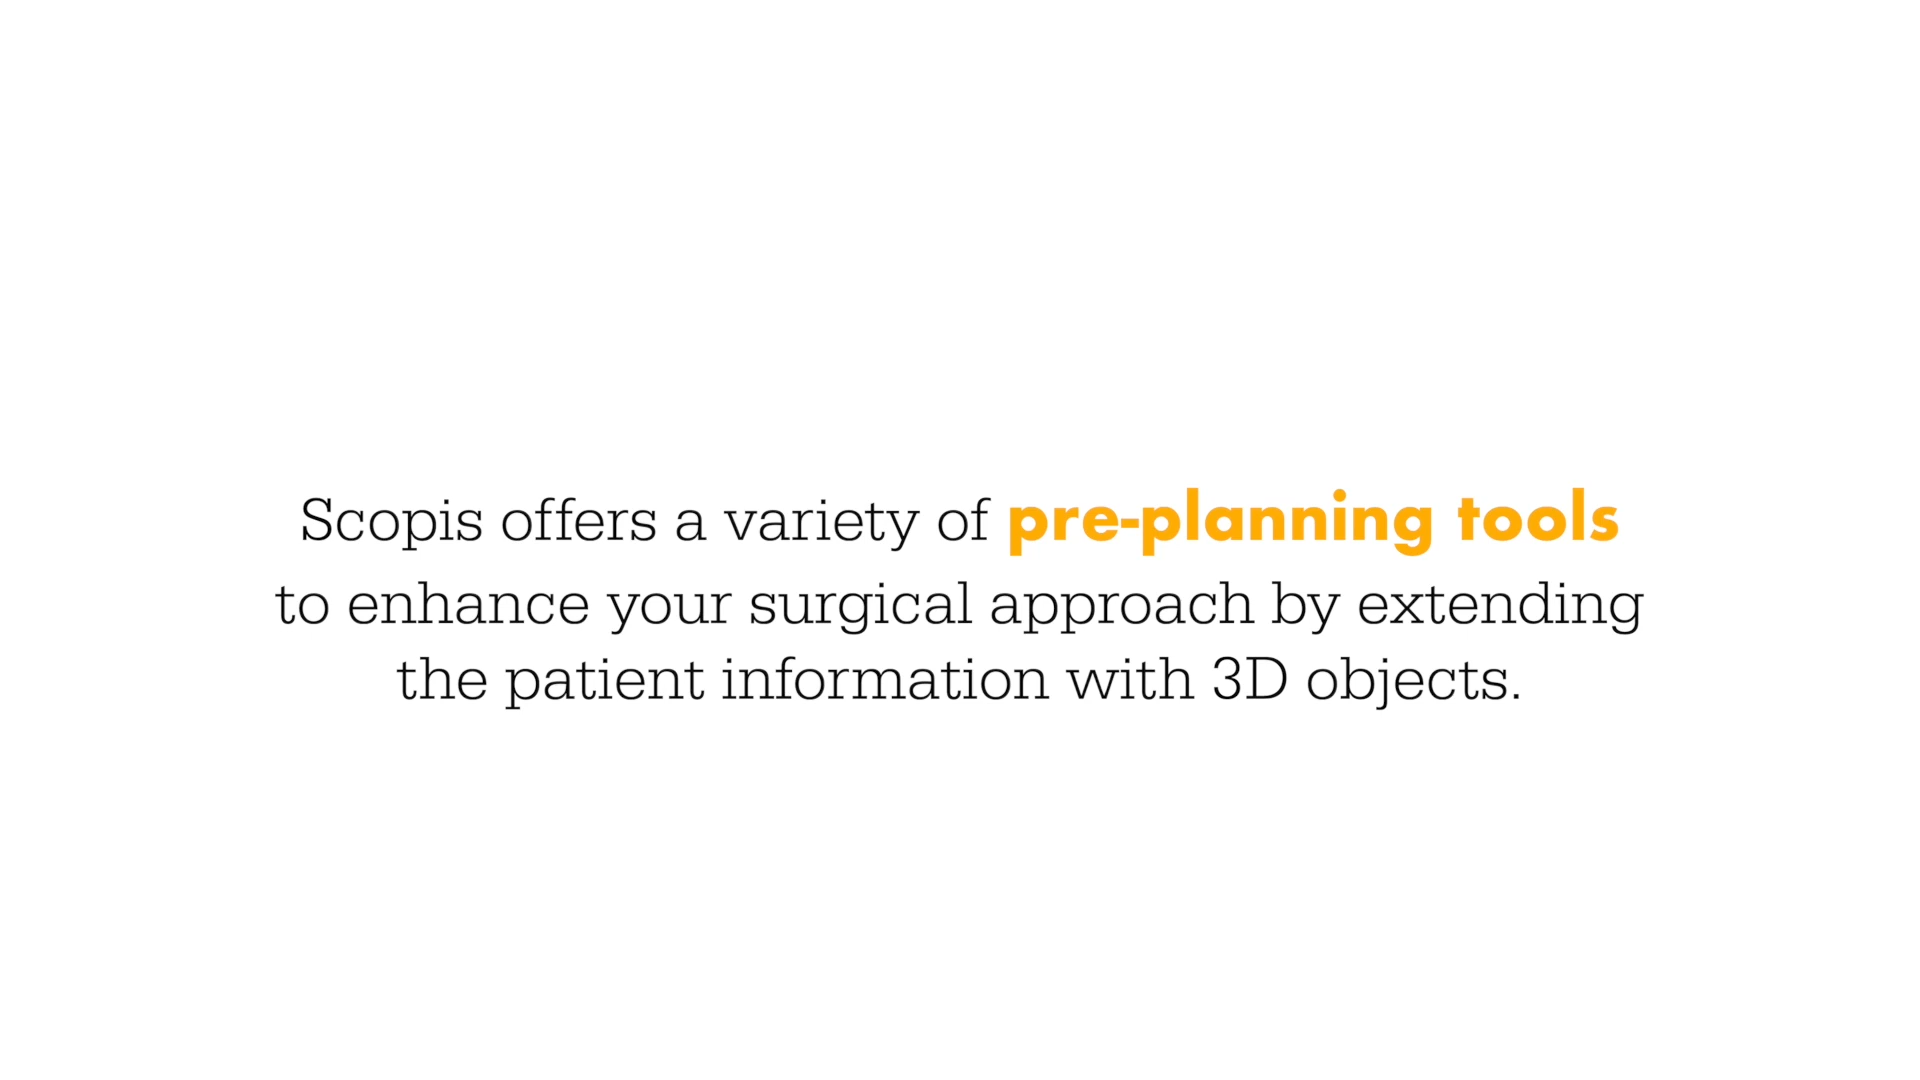 Scopis offers a variety of pre-planning tools
to enhance your surgical approach by extending
the patient information with 3D objects.